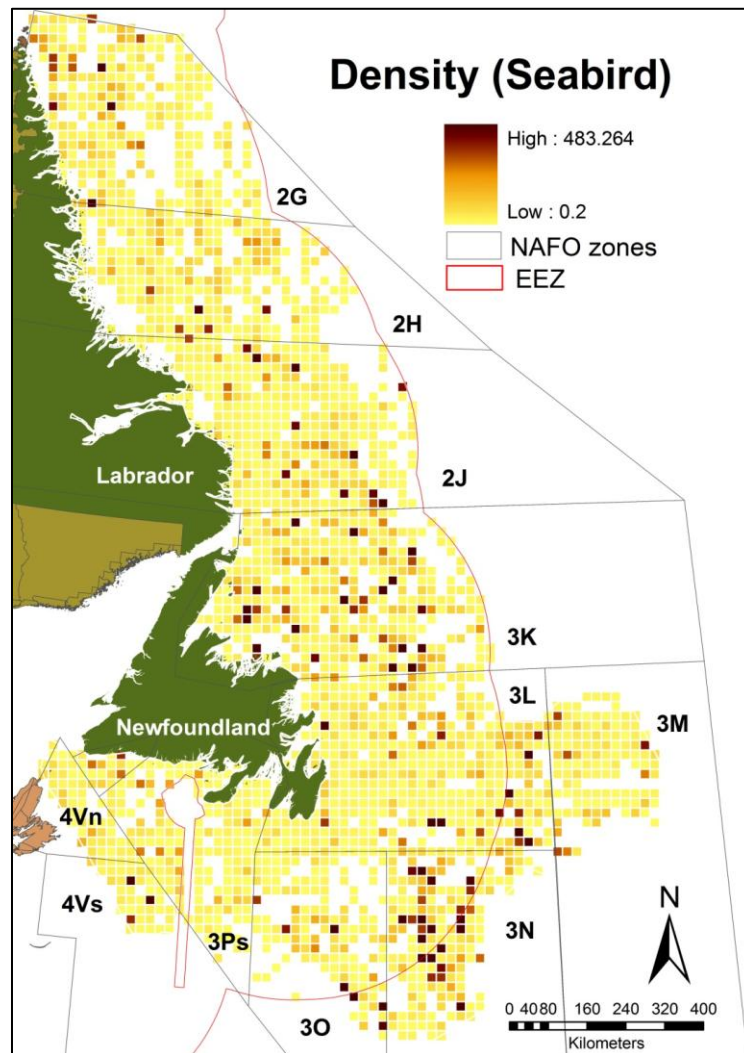 Density (Seabird)
High : 483.264
Low : 0.2
NAFO zones
EEZ
2G
2H
2J
Labrador
3K
3L
3M
Newfoundland
4Vn
4Vs
3Ps
3N
3O
N
0 40 80 160 240 320 400
Kilometers